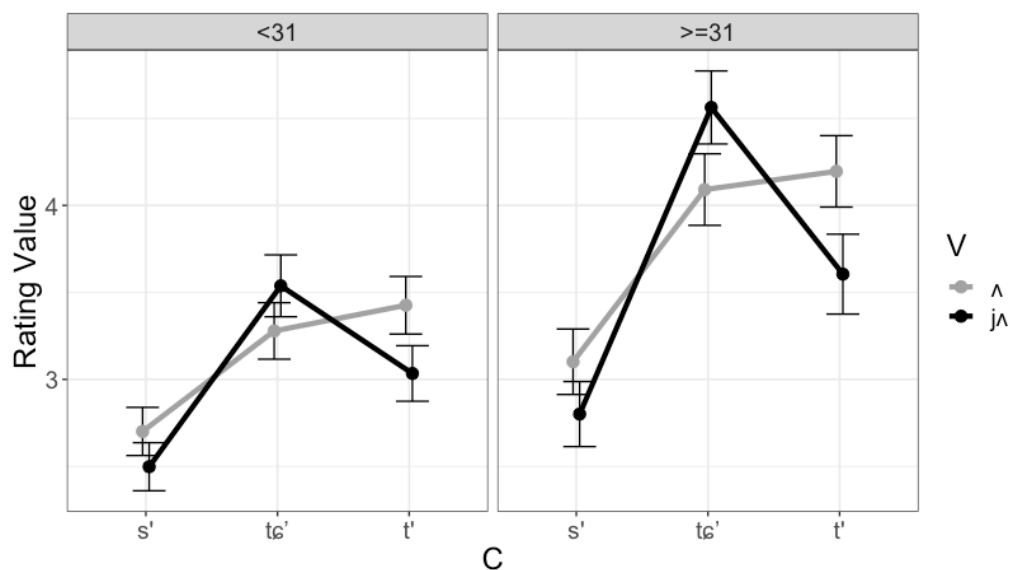 <31
>=31
Rating Value
4
3
s'
tɕ’
t'
s'
tɕ’
t'
C
V
ʌ
jʌ